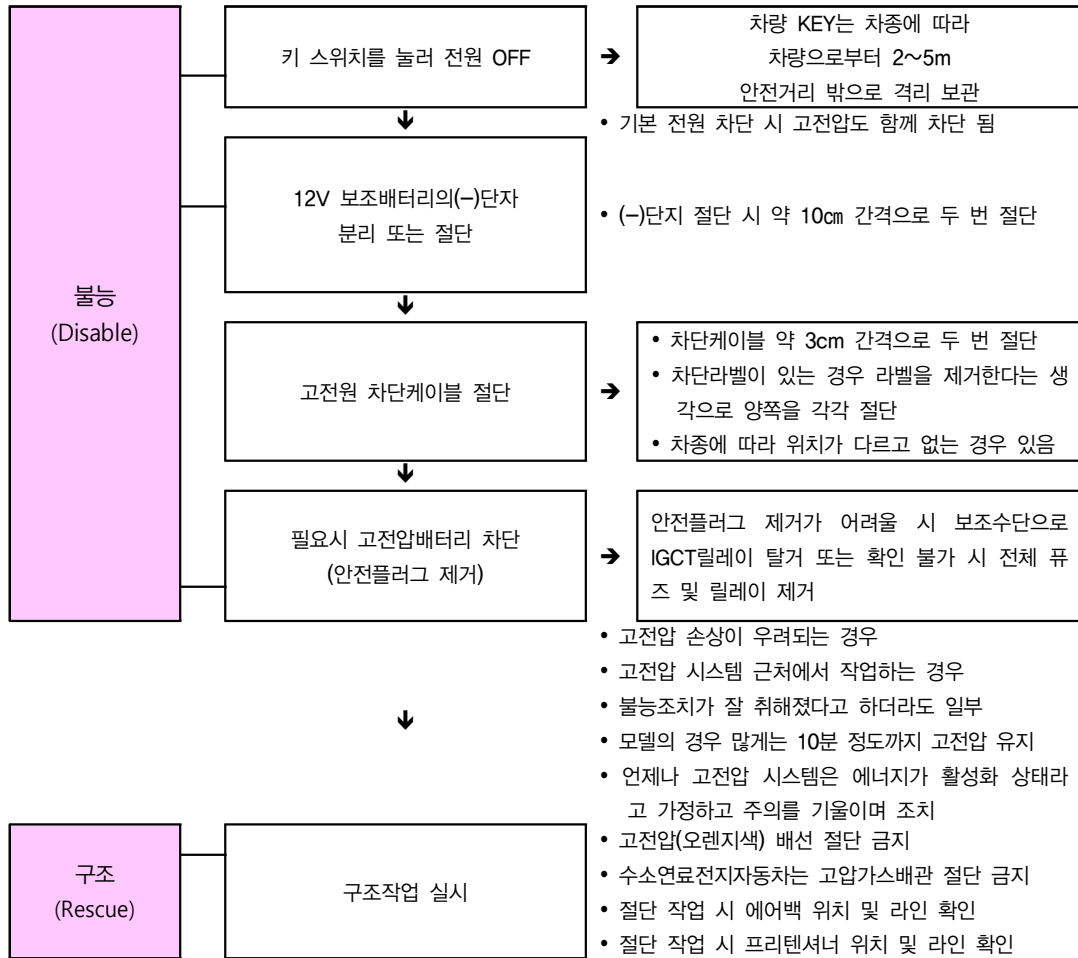 불능
(Disable)
키 스위치를 눌러 전원 OFF
➔
차량 KEY는 차종에 따라
차량으로부터 2~5m
안전거리 밖으로 격리 보관
• 기본 전원 차단 시 고전압도 함께 차단 됨
12V 보조배터리의(-)단자
분리 또는 절단
• (-)단지 절단 시 약 10㎝ 간격으로 두 번 절단
고전원 차단케이블 절단
➔
• 차단케이블 약 3cm 간격으로 두 번 절단
• 차단라벨이 있는 경우 라벨을 제거한다는 생
각으로 양쪽을 각각 절단
• 차종에 따라 위치가 다르고 없는 경우 있음
필요시 고전압배터리 차단
(안전플러그 제거)
➔
안전플러그 제거가 어려울 시 보조수단으로
IGCT릴레이 탈거 또는 확인 불가 시 전체 퓨
즈 및 릴레이 제거
• 고전압 손상이 우려되는 경우
• 고전압 시스템 근처에서 작업하는 경우
• 불능조치가 잘 취해졌다고 하더라도 일부
• 모델의 경우 많게는 10분 정도까지 고전압 유지
• 언제나 고전압 시스템은 에너지가 활성화 상태라
고 가정하고 주의를 기울이며 조치
구조
(Rescue)
구조작업 실시
• 고전압(오렌지색) 배선 절단 금지
• 수소연료전지자동차는 고압가스배관 절단 금지
• 절단 작업 시 에어백 위치 및 라인 확인
• 절단 작업 시 프리텐셔너 위치 및 라인 확인